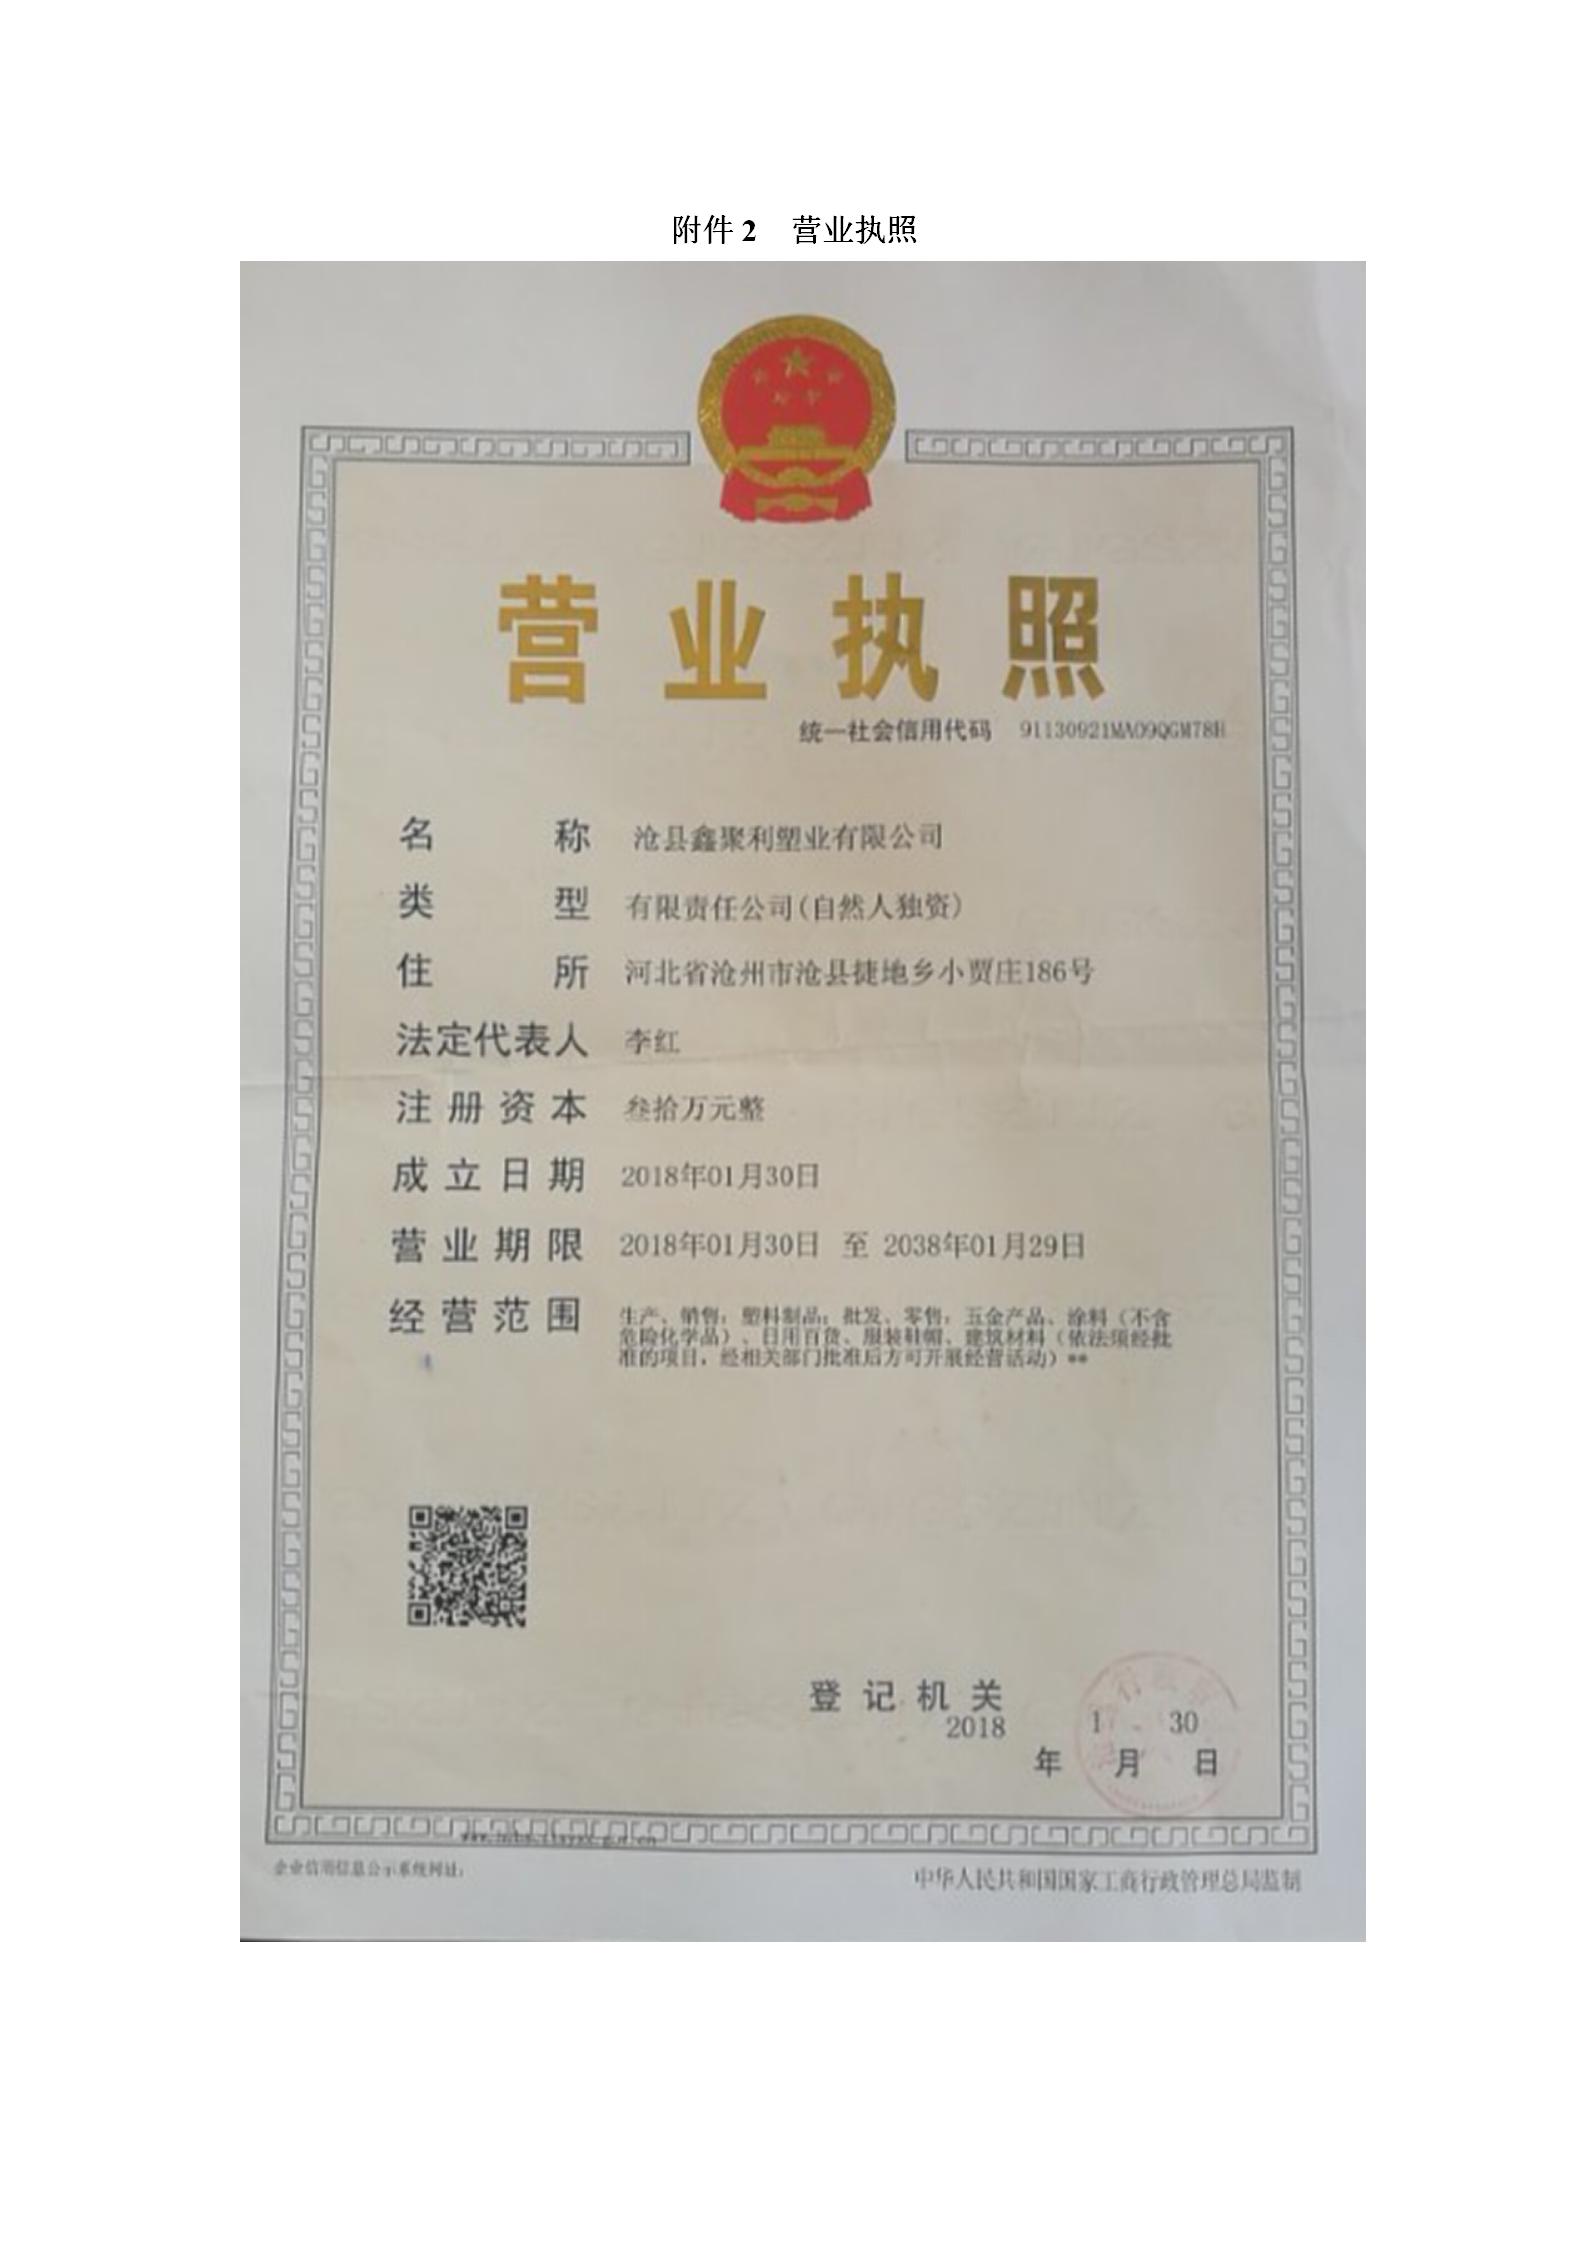 附件2 营业执照
营业执照
统一社会信用代码 91130921MA09QGM78H
名称 沧县鑫聚利塑业有限公司
类型 有限责任公司(自然人独资)
住所 河北省沧州市沧县捷地乡小贾庄186号
法定代表人 李红
注册资本 叁拾万元整
成立日期 2018年01月30日
营业期限 2018年01月30日 至 2038年01月29日
经营范围 生产、销售：塑料制品；批发、零售：五金产品、涂料（不含
危险化学品）、日用百货、服装鞋帽、建筑材料（依法须经批
准的项目，经相关部门批准后方可开展经营活动）**
登记机关
2018 1 30
年 月 日
企业信用信息公示系统网址：
中华人民共和国国家工商行政管理总局监制